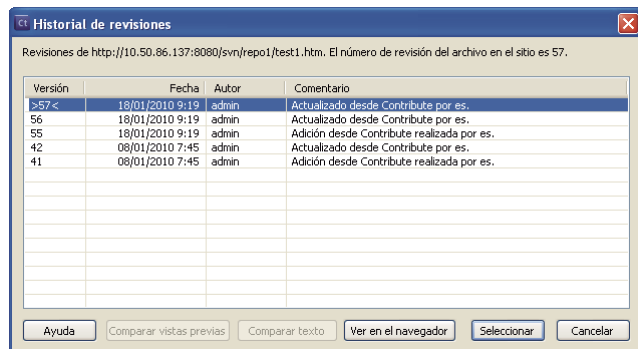 Ct Historial de revisiones
Revisiones de http://10.50.86.137:8080/svn/repo1/test1.htm. El número de revisión del archivo en el sitio es 57.
Versión Fecha Autor Comentario
>57< 18/01/2010 9:19 admin Actualizado desde Contribute por es.
56 18/01/2010 9:19 admin Actualizado desde Contribute por es.
55 18/01/2010 9:19 admin Adición desde Contribute realizada por es.
42 08/01/2010 7:45 admin Actualizado desde Contribute por es.
41 08/01/2010 7:45 admin Adición desde Contribute realizada por es.
Ayuda Comparar vistas previas Comparar texto Ver en el navegador Seleccionar Cancelar